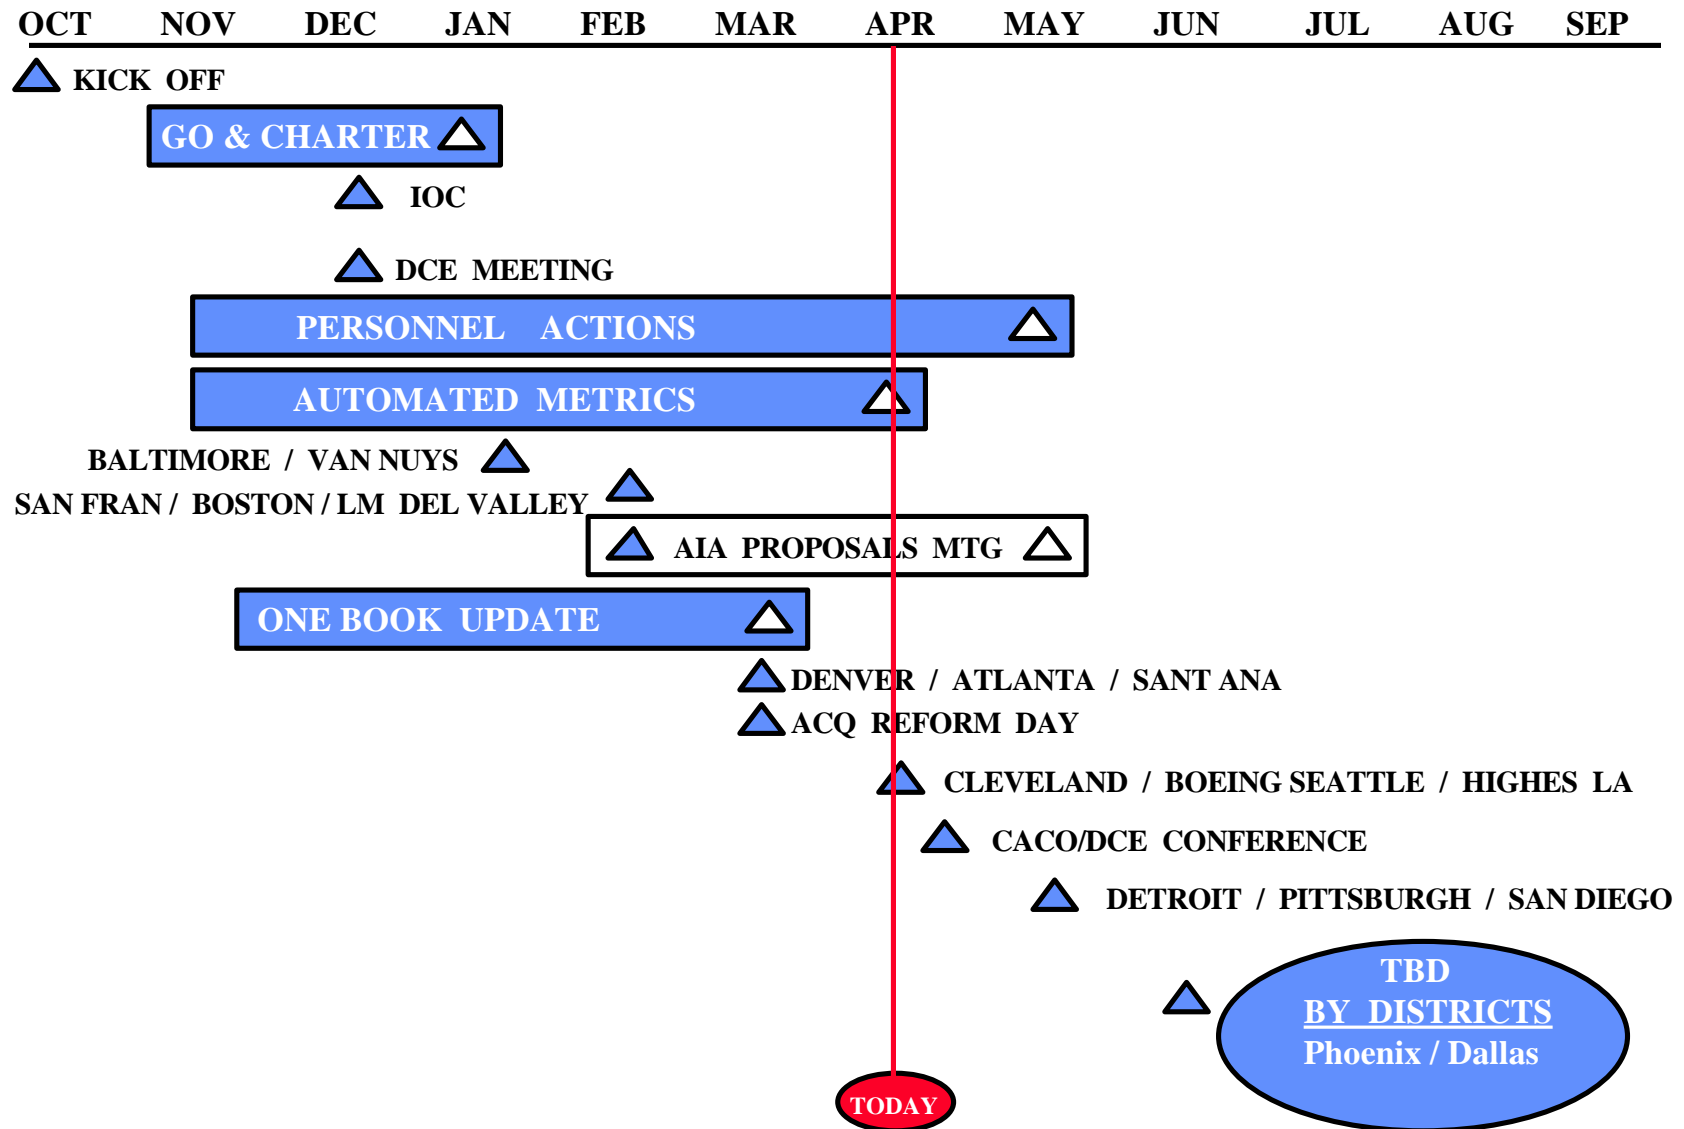 OCT NOV DEC JAN FEB MAR APR MAY JUN JUL AUG SEP
KICK OFF
GO & CHARTER
IOC
DCE MEETING
PERSONNEL ACTIONS
AUTOMATED METRICS
BALTIMORE / VAN NUYS
SAN FRAN / BOSTON / LM DEL VALLEY
AIA PROPOSALS MTG
ONE BOOK UPDATE
DENVER / ATLANTA / SANT ANA
ACQ REFORM DAY
CLEVELAND / BOEING SEATTLE / HIGHES LA
CACO/DCE CONFERENCE
DETROIT / PITTSBURGH / SAN DIEGO
TBD
BY DISTRICTS
Phoenix / Dallas
TODAY